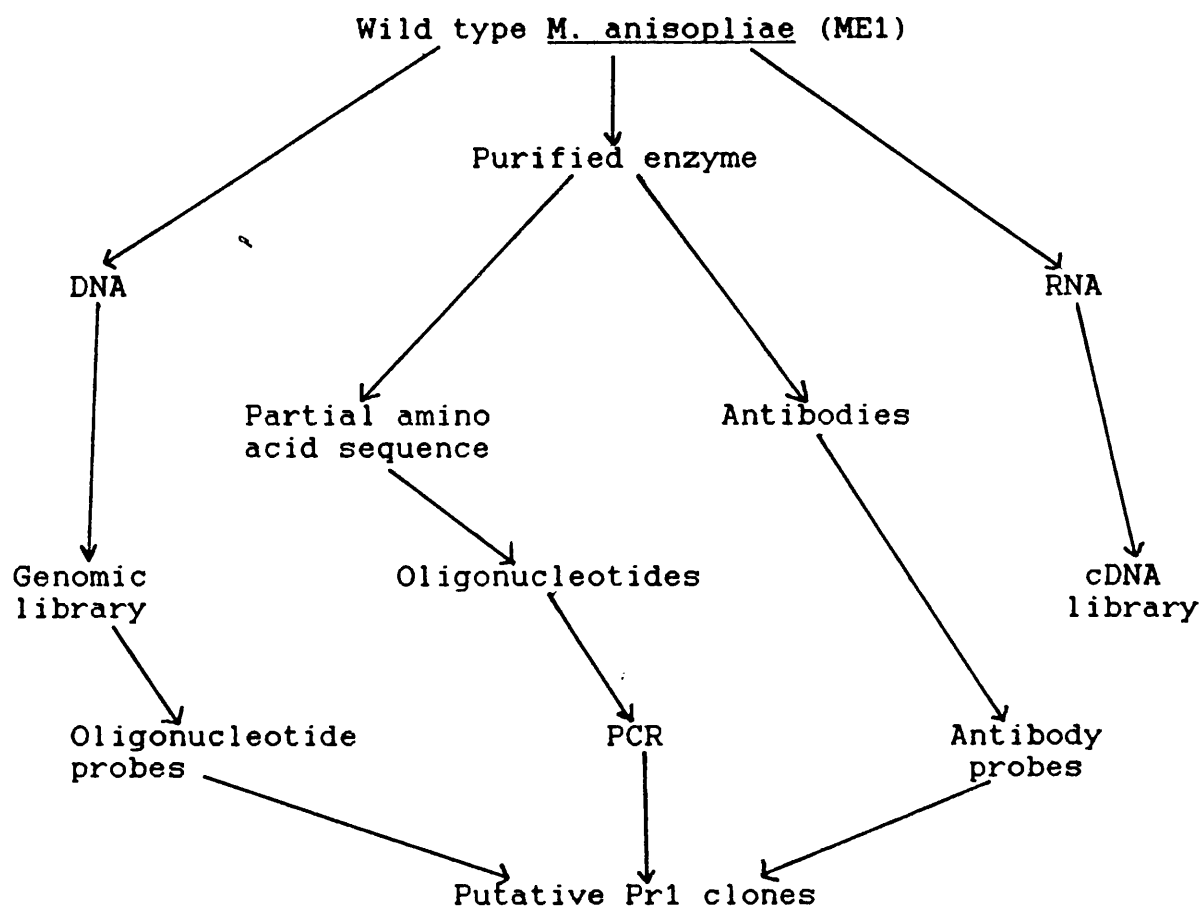 Wild type M. anisopliae (ME1)
Purified enzyme
DNA
RNA
Partial amino
acid sequence
Antibodies
Genomic
library
Oligonucleotides
cDNA
library
Oligonucleotide
probes
PCR
Antibody
probes
Putative Pr1 clones